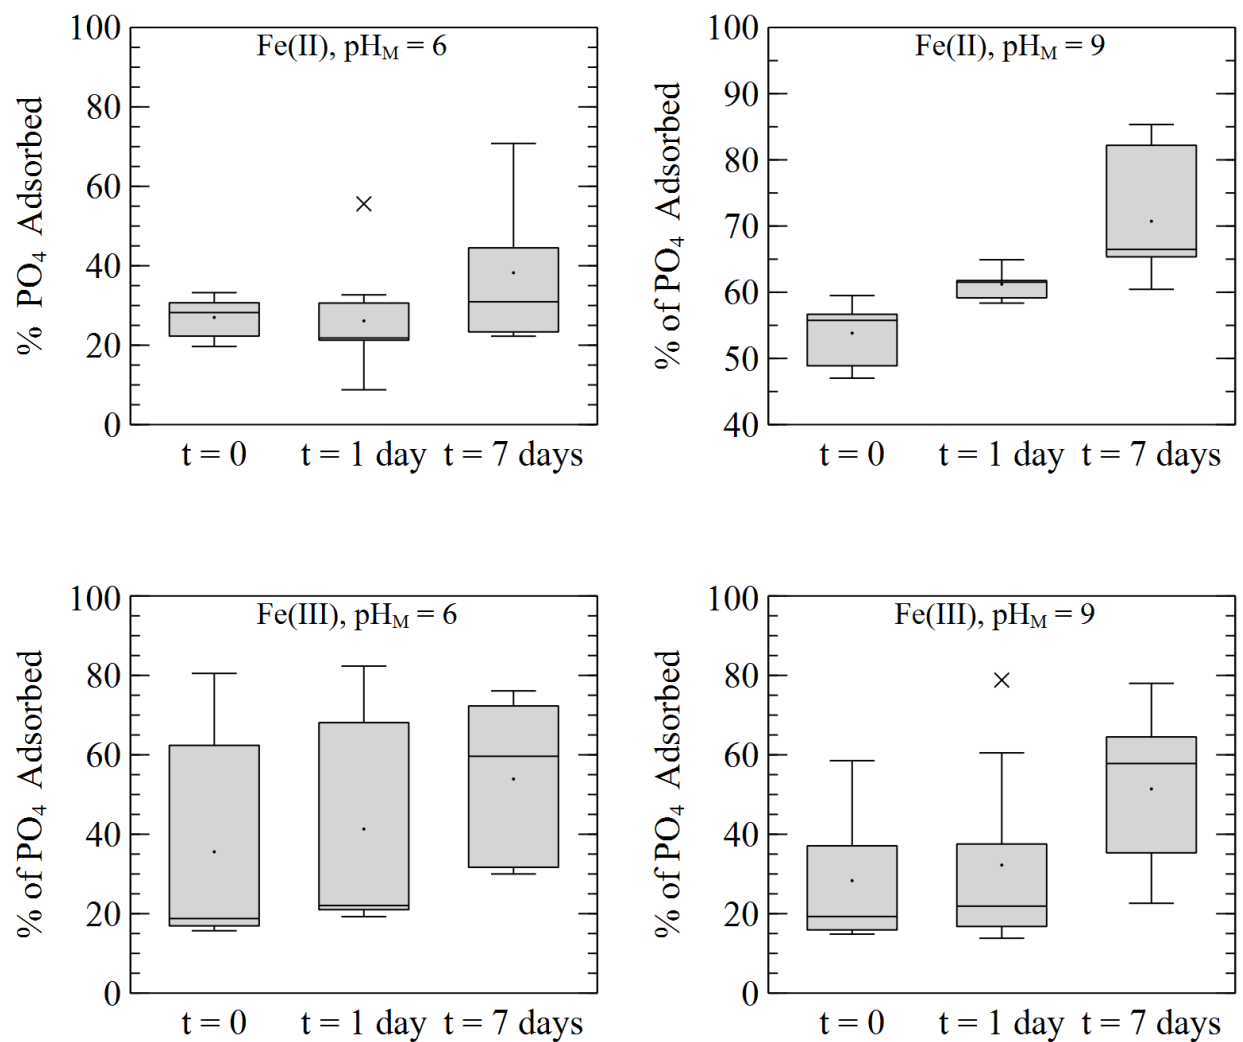 Fe(II), pHM = 6
% PO4 Adsorbed
100
80
60
40
20
0
t = 0 t = 1 day t = 7 days
Fe(II), pHM = 9
% of PO4 Adsorbed
100
90
80
70
60
50
40
t = 0 t = 1 day t = 7 days
Fe(III), pHM = 6
% of PO4 Adsorbed
100
80
60
40
20
0
t = 0 t = 1 day t = 7 days
Fe(III), pHM = 9
% of PO4 Adsorbed
100
80
60
40
20
0
t = 0 t = 1 day t = 7 days